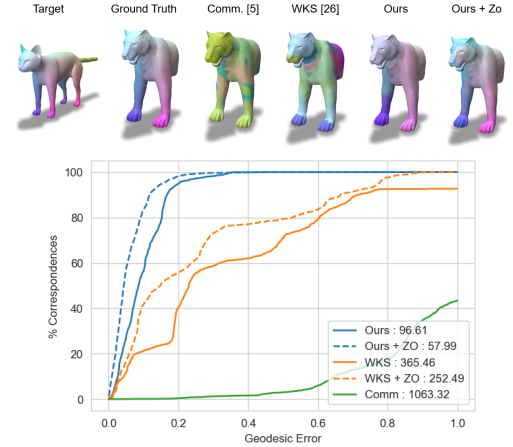 Target Ground Truth Comm. [5] WKS [26] Ours Ours + Zo
100
80
60
40
20
0
% Correspondences
0.0 0.2 0.4 0.6 0.8 1.0
Geodesic Error
Ours : 96.61
Ours + ZO : 57.99
WKS : 365.46
WKS + ZO : 252.49
Comm : 1063.32